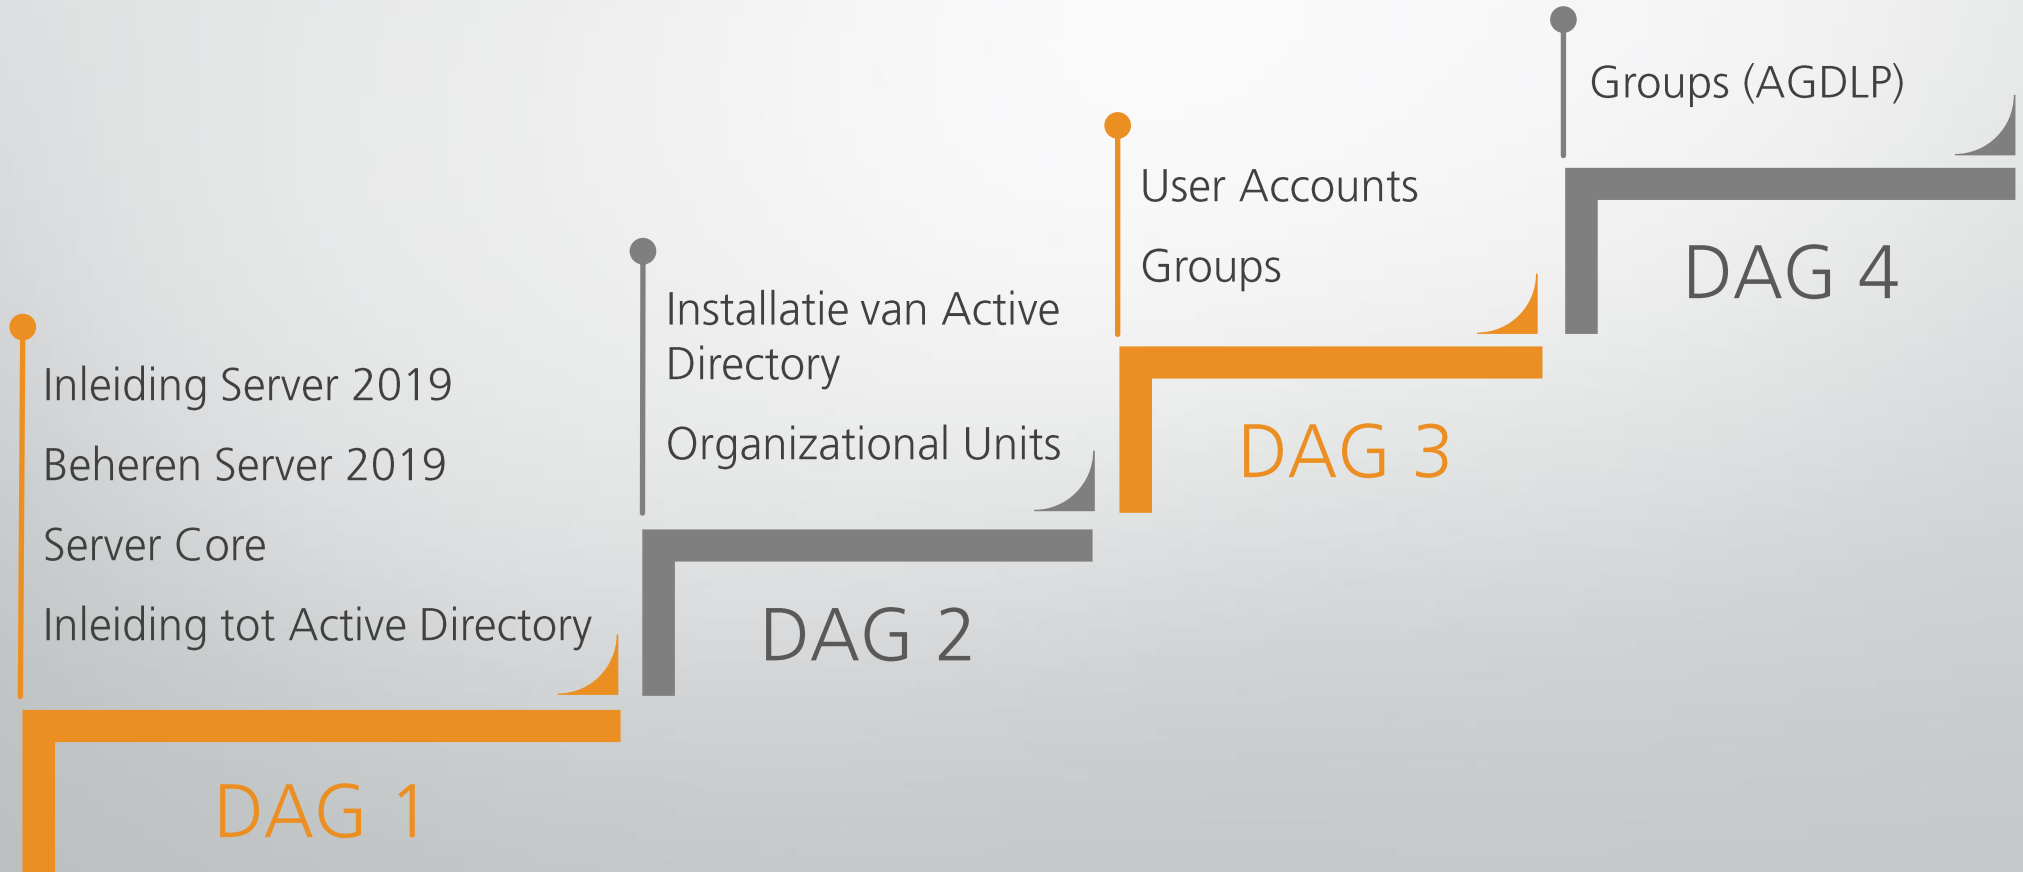 Inleiding Server 2019
Beheren Server 2019
Server Core
Inleiding tot Active Directory
DAG 1
Installatie van Active
Directory
Organizational Units
DAG 2
User Accounts
Groups
DAG 3
Groups (AGDLP)
DAG 4